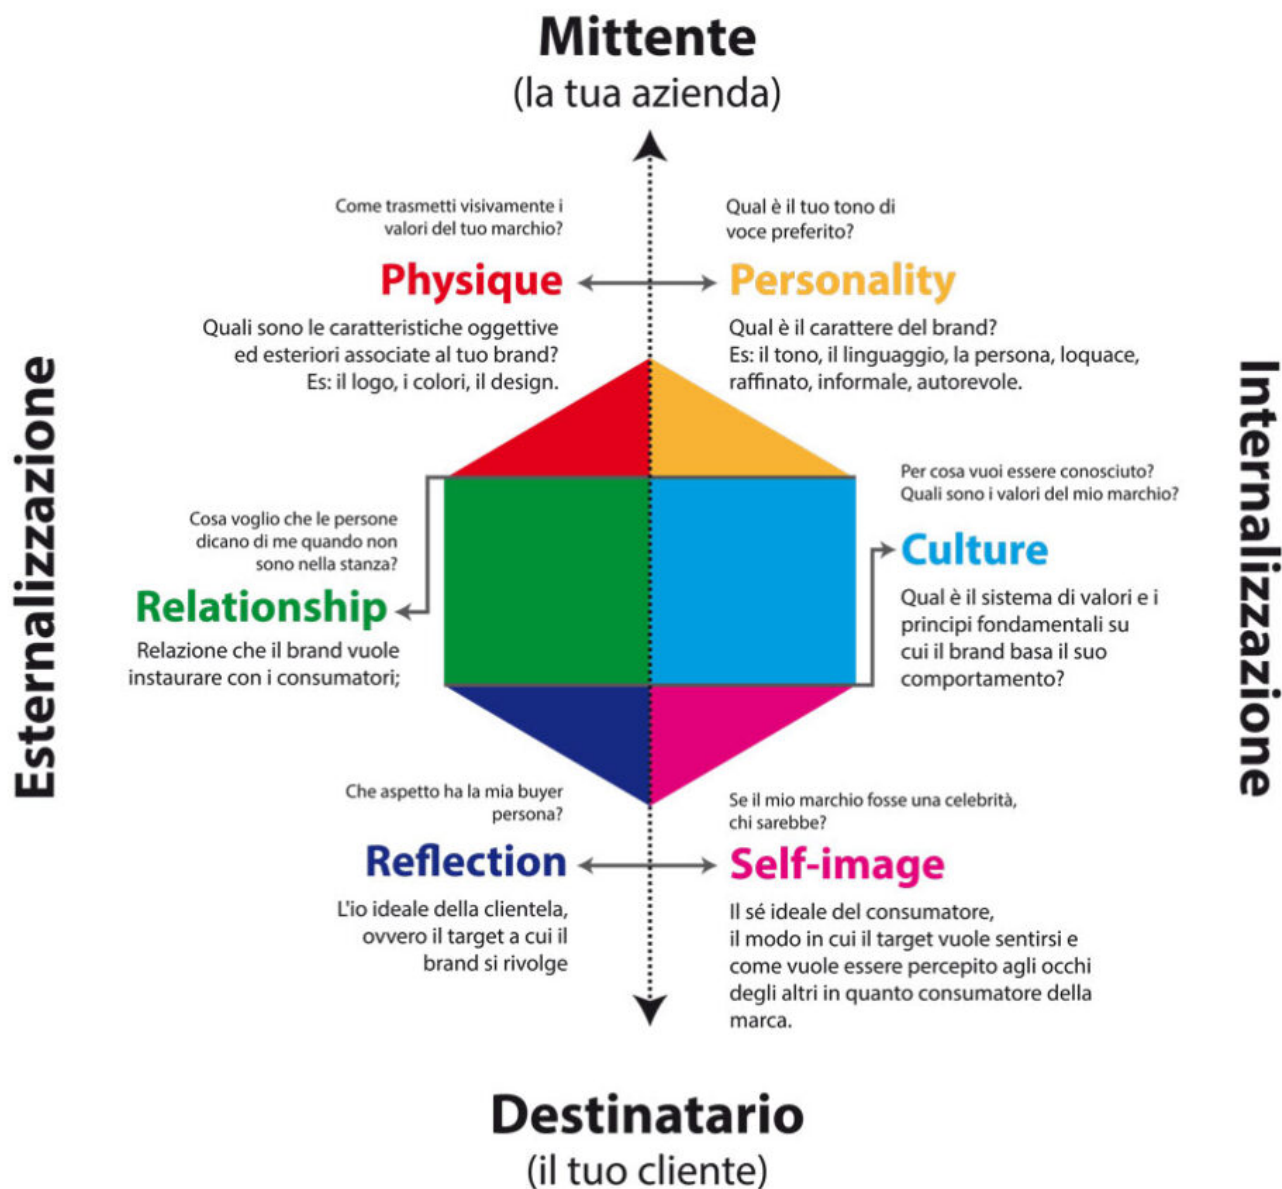 Mittente
(la tua azienda)
Come trasmetti visivamente i
valori del tuo marchio?
Physique
Quali sono le caratteristiche oggettive
ed esteriori associate al tuo brand?
Es: il logo, i colori, il design.
Qual è il tuo tono di
voce preferito?
Personality
Qual è il carattere del brand?
Es: il tono, il linguaggio, la persona, loquace,
raffinato, informale, autorevole.
Esternalizzazione
Internalizzazione
Cosa voglio che le persone
dicano di me quando non
sono nella stanza?
Relationship
Relazione che il brand vuole
instaurare con i consumatori;
Per cosa vuoi essere conosciuto?
Quali sono i valori del mio marchio?
Culture
Qual è il sistema di valori e i
principi fondamentali su
cui il brand basa il suo
comportamento?
Che aspetto ha la mia buyer
persona?
Reflection
L'io ideale della clientela,
ovvero il target a cui il
brand si rivolge
Se il mio marchio fosse una celebrità,
chi sarebbe?
Self-image
Il sé ideale del consumatore,
il modo in cui il target vuole sentirsi e
come vuole essere percepito agli occhi
degli altri in quanto consumatore della
marca.
Destinatario
(il tuo cliente)